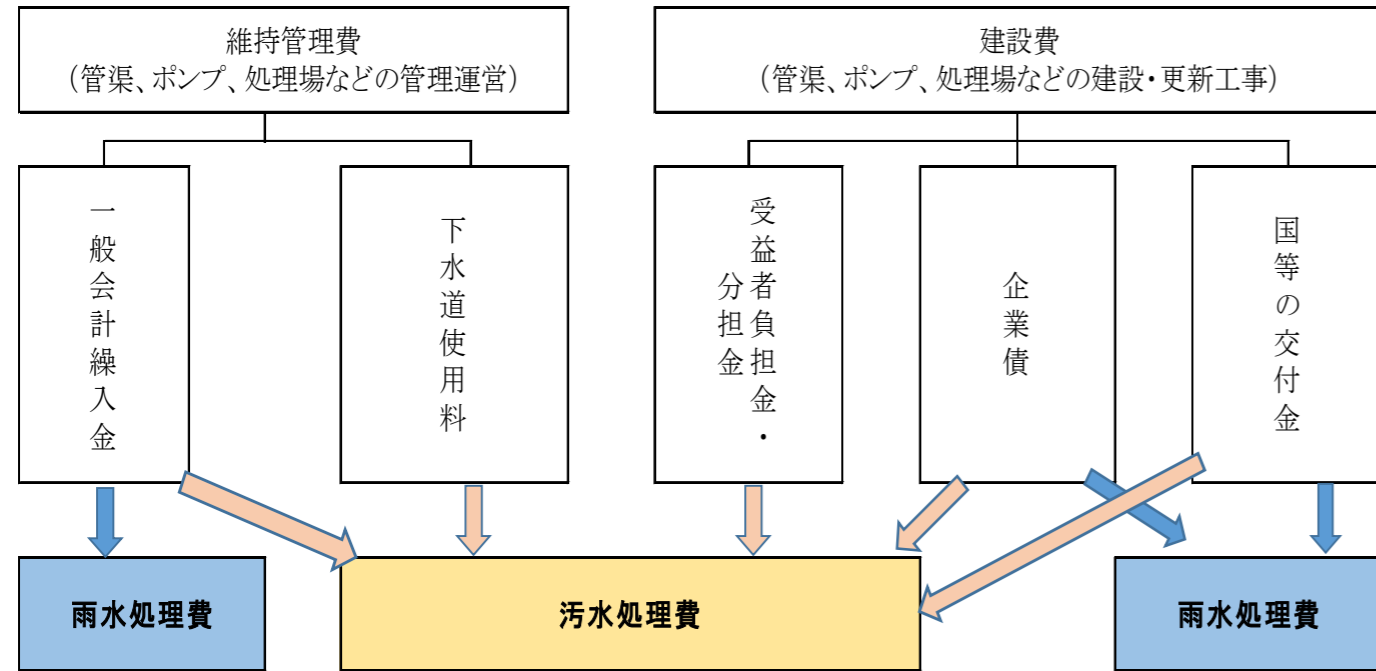 維持管理費
（管渠、ポンプ、処理場などの管理運営）
建設費
（管渠、ポンプ、処理場などの建設・更新工事）
一般会計繰入金
下水道使用料
受益者負担金・
分担金
企業債
国等の交付金
雨水処理費
汚水処理費
雨水処理費